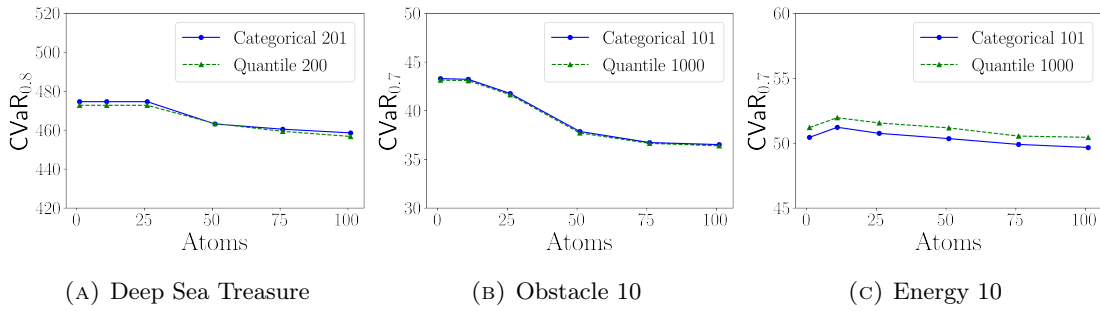 520
500
480
460
440
420
CVaR0.8
Categorical 201
Quantile 200
0 25 50 75 100
Atoms
(A) Deep Sea Treasure
50
45
40
35
30
CVaR0.7
Categorical 101
Quantile 1000
0 25 50 75 100
Atoms
(B) Obstacle 10
60
55
50
45
CVaR0.7
Categorical 101
Quantile 1000
0 25 50 75 100
Atoms
(C) Energy 10